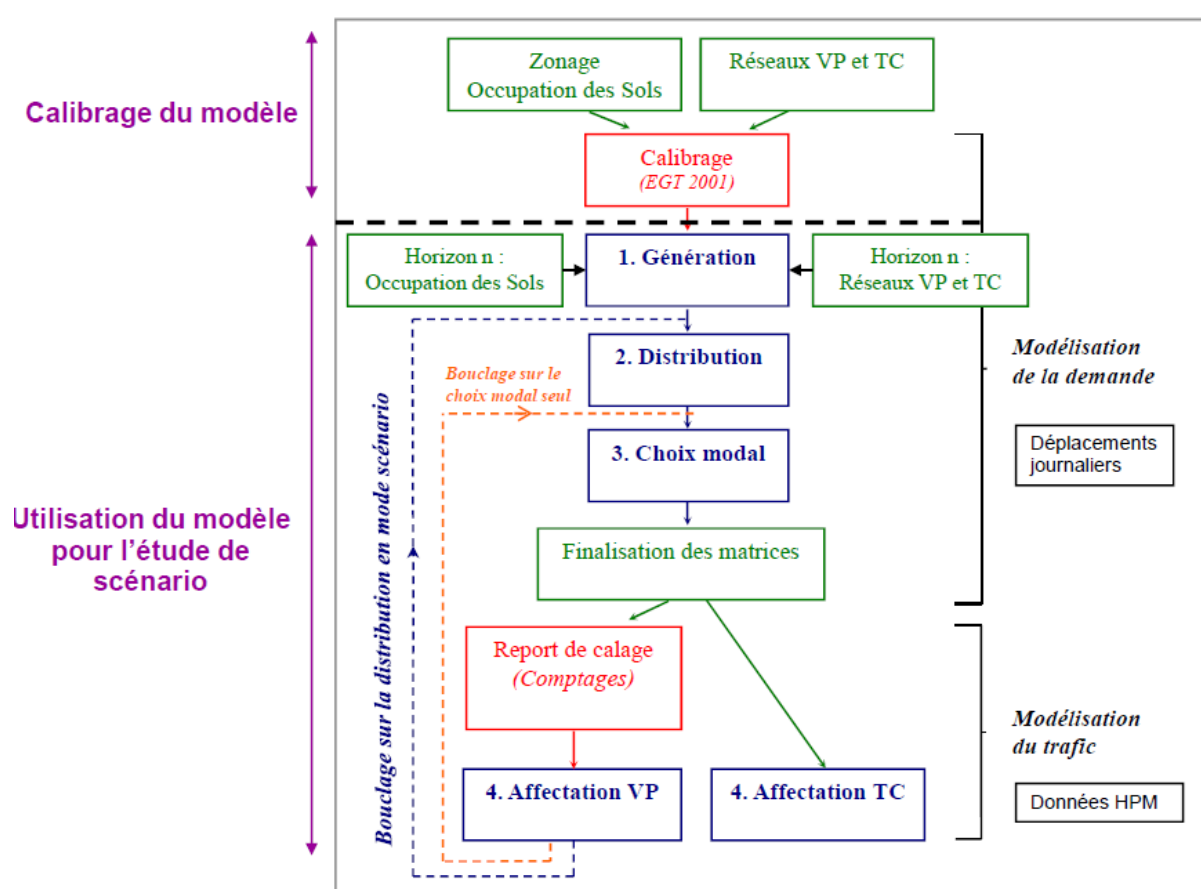 Zonage
Occupation des Sols
Réseaux VP et TC
Calibrage du modèle
Calibrage
(EGT 2001)
Horizon n :
Occupation des Sols
1. Génération
Horizon n :
Réseaux VP et TC
2. Distribution
Bouclage sur le
choix modal seul
3. Choix modal
Modélisation
de la demande
Déplacements
journaliers
Utilisation du modèle
pour l'étude de
scénario
Bouclage sur la distribution en mode scénario
Finalisation des matrices
Report de calage
(Comptages)
Modélisation
du trafic
4. Affectation VP
4. Affectation TC
Données HPM